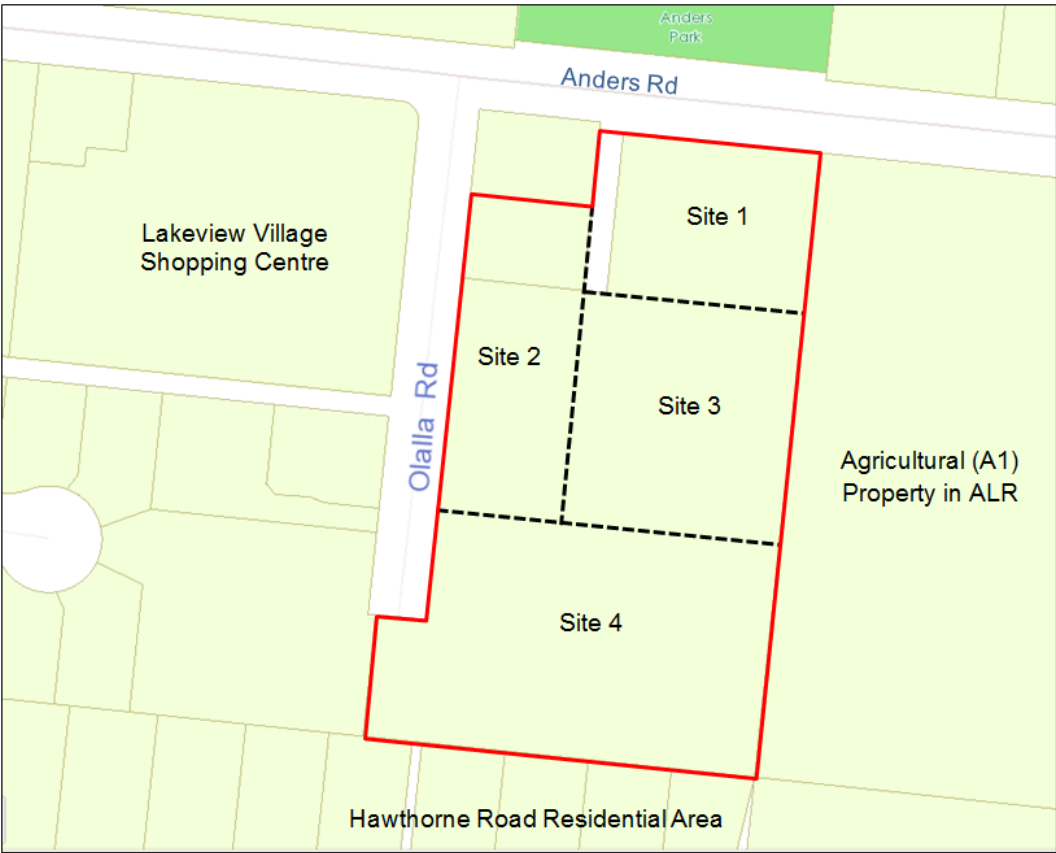 Anders
Park
Anders Rd
Site 1
Lakeview Village
Shopping Centre
Site 2
Olalla Rd
Site 3
Agricultural (A1)
Property in ALR
Site 4
Hawthorne Road Residential Area